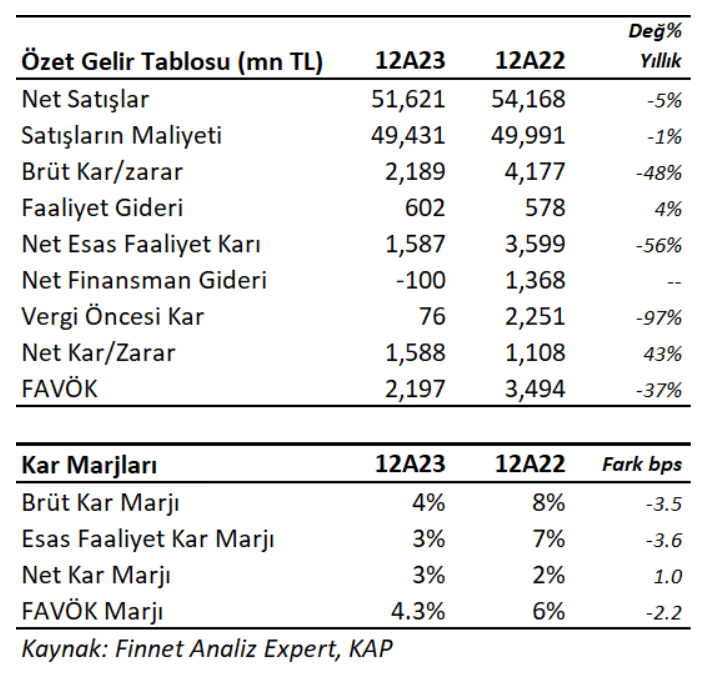 Değ%
Özet Gelir Tablosu (mn TL) 12A23 12A22 Yıllık
Net Satışlar 51,621 54,168 -5%
Satışların Maliyeti 49,431 49,991 -1%
Brüt Kar/zarar 2,189 4,177 -48%
Faaliyet Gideri 602 578 4%
Net Esas Faaliyet Karı 1,587 3,599 -56%
Net Finansman Gideri -100 1,368 --
Vergi Öncesi Kar 76 2,251 -97%
Net Kar/Zarar 1,588 1,108 43%
FAVÖK 2,197 3,494 -37%
Kar Marjları 12A23 12A22 Fark bps
Brüt Kar Marjı 4% 8% -3.5
Esas Faaliyet Kar Marjı 3% 7% -3.6
Net Kar Marjı 3% 2% 1.0
FAVÖK Marjı 4.3% 6% -2.2
Kaynak: Finnet Analiz Expert, KAP